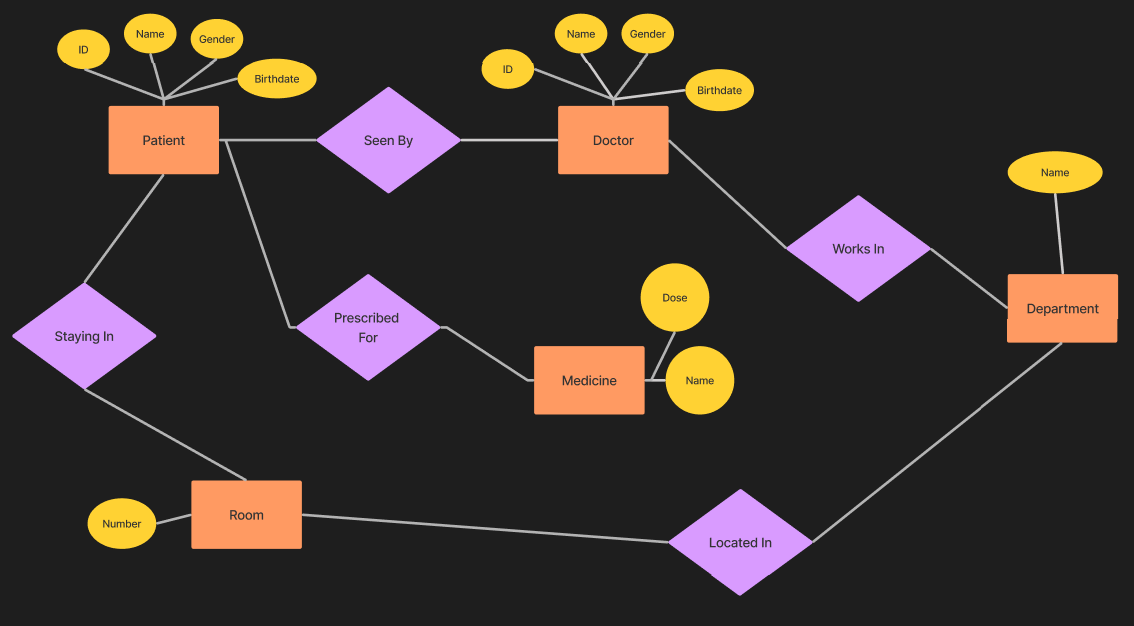 ID
Name
Gender
Birthdate
ID
Name
Gender
Birthdate
Patient
Seen By
Doctor
Name
Works In
Department
Staying In
Prescribed
For
Dose
Medicine
Name
Number
Room
Located In